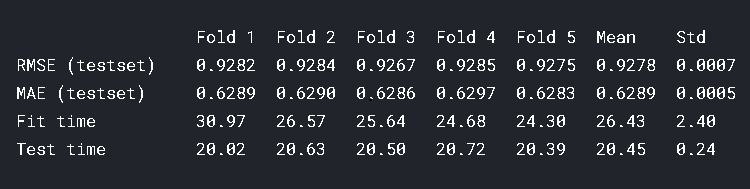 Fold 1 Fold 2 Fold 3 Fold 4 Fold 5 Mean Std
RMSE (testset) 0.9282 0.9284 0.9267 0.9285 0.9275 0.9278 0.0007
MAE (testset) 0.6289 0.6290 0.6286 0.6297 0.6283 0.6289 0.0005
Fit time 30.97 26.57 25.64 24.68 24.30 26.43 2.40
Test time 20.02 20.63 20.50 20.72 20.39 20.45 0.24